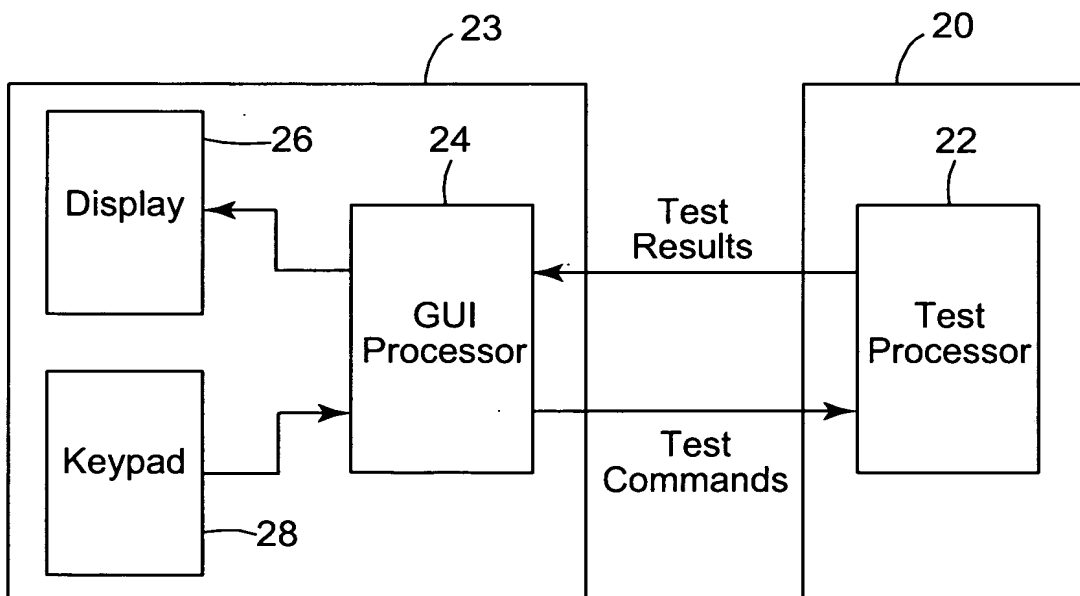 23
20
26
24
22
Display
Test
Results
GUI
Processor
Test
Processor
Keypad
Test
Commands
28